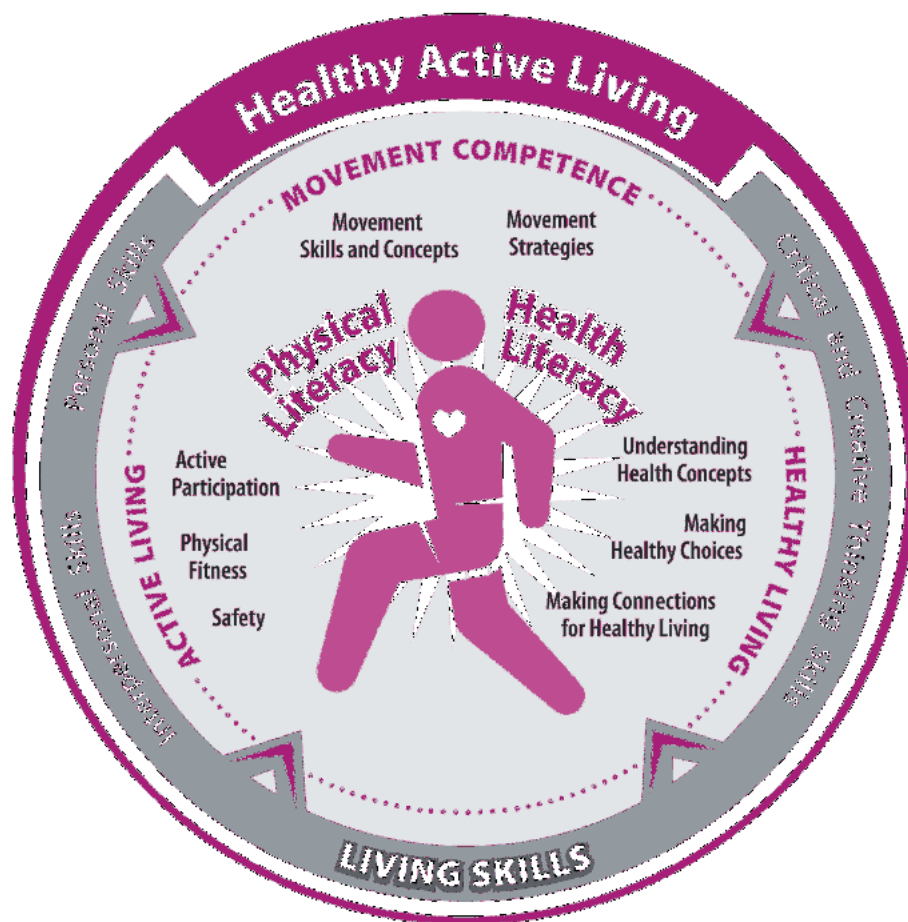 Healthy Active Living
MOVEMENT COMPETENCE
Movement
Skills and Concepts
Movement
Strategies
Physical
Literacy
Health
Literacy
Personal Skills
Interpersonal Skills
ACTIVE LIVING
Active
Participation
Physical
Fitness
Safety
Understanding
Health Concepts
Making
Healthy Choices
Making Connections
for Healthy Living
HEALTHY LIVING
Critical and Creative Thinking Skills
LIVING SKILLS